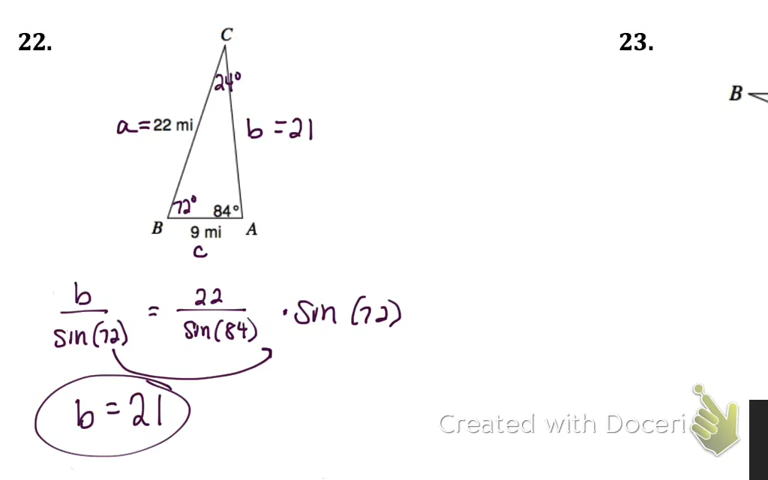 22.
23.
C
24°
B
a = 22 mi
b = 21
72°
84°
B
9 mi
A
c
b / sin(72) = 22 / sin(84) · sin(72)
b = 21
Created with Doceri